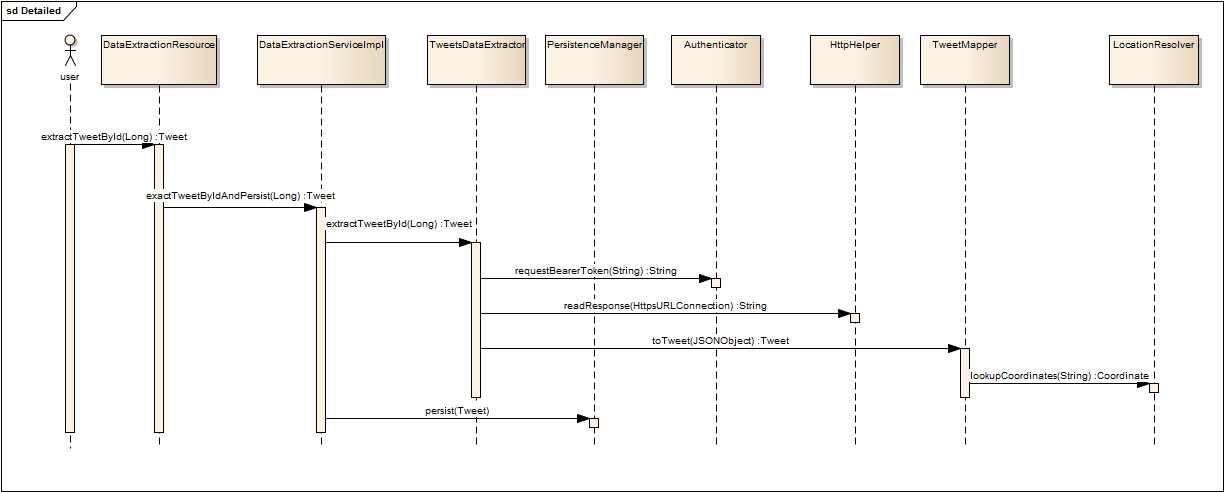 sd Detailed
user
DataExtractionResource
DataExtractionServiceImpl
TweetsDataExtractor
PersistenceManager
Authenticator
HttpHelper
TweetMapper
LocationResolver
extractTweetById(Long) :Tweet
exactTweetByIdAndPersist(Long) :Tweet
extractTweetById(Long) :Tweet
requestBearerToken(String) :String
readResponse(HttpsURLConnection) :String
toTweet(JSONObject) :Tweet
lookupCoordinates(String) :Coordinate
persist(Tweet)